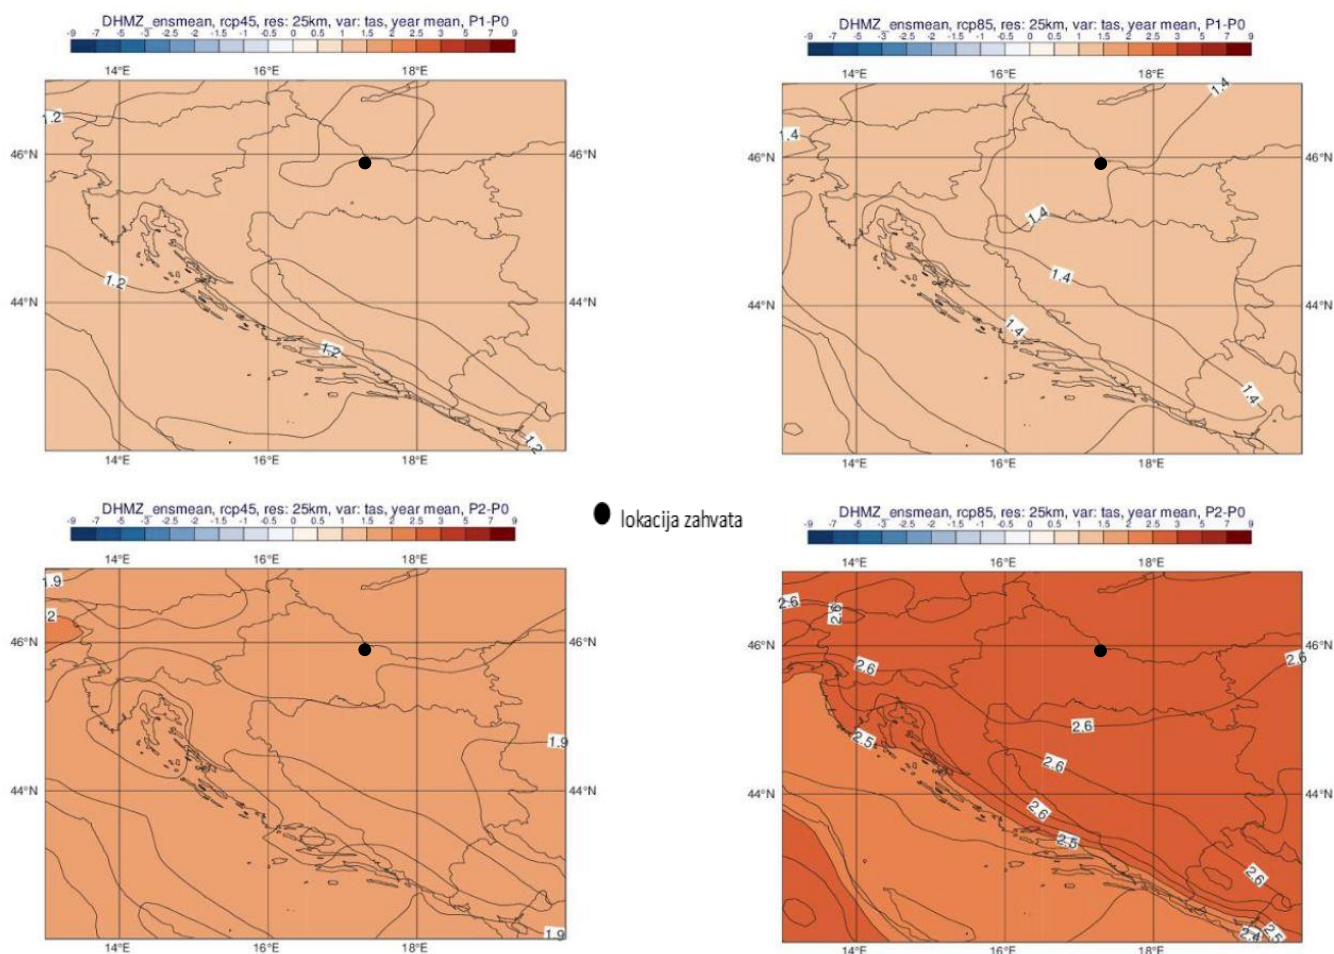 DHMZ_ensmean, rcp45, res: 25km, var: tas, year mean, P1-P0
-9 -7 -5 -3 -2.5 -2 -1.5 -1 -0.5 0 0.5 1 1.5 2 2.5 3 5 7 9
14°E 16°E 18°E
1.2
46°N 46°N
1.2
44°N 44°N
1.2
1.2
14°E 16°E 18°E
DHMZ_ensmean, rcp85, res: 25km, var: tas, year mean, P1-P0
-9 -7 -5 -3 -2.5 -2 -1.5 -1 -0.5 0 0.5 1 1.5 2 2.5 3 5 7 9
14°E 16°E 18°E
1.4
1.4
46°N 46°N
1.4
1.4
44°N 44°N
1.4
1.4
14°E 16°E 18°E
lokacija zahvata
DHMZ_ensmean, rcp45, res: 25km, var: tas, year mean, P2-P0
-9 -7 -5 -3 -2.5 -2 -1.5 -1 -0.5 0 0.5 1 1.5 2 2.5 3 5 7 9
14°E 16°E 18°E
1.9
2
46°N 46°N
1.9
44°N 44°N
1.9
14°E 16°E 18°E
DHMZ_ensmean, rcp85, res: 25km, var: tas, year mean, P2-P0
-9 -7 -5 -3 -2.5 -2 -1.5 -1 -0.5 0 0.5 1 1.5 2 2.5 3 5 7 9
14°E 16°E 18°E
2.6
2.6
46°N 46°N
2.6 2.6
2.6
2.5
2.6
44°N 44°N
2.6
2.5
2.6
2.5
2.4
14°E 16°E 18°E